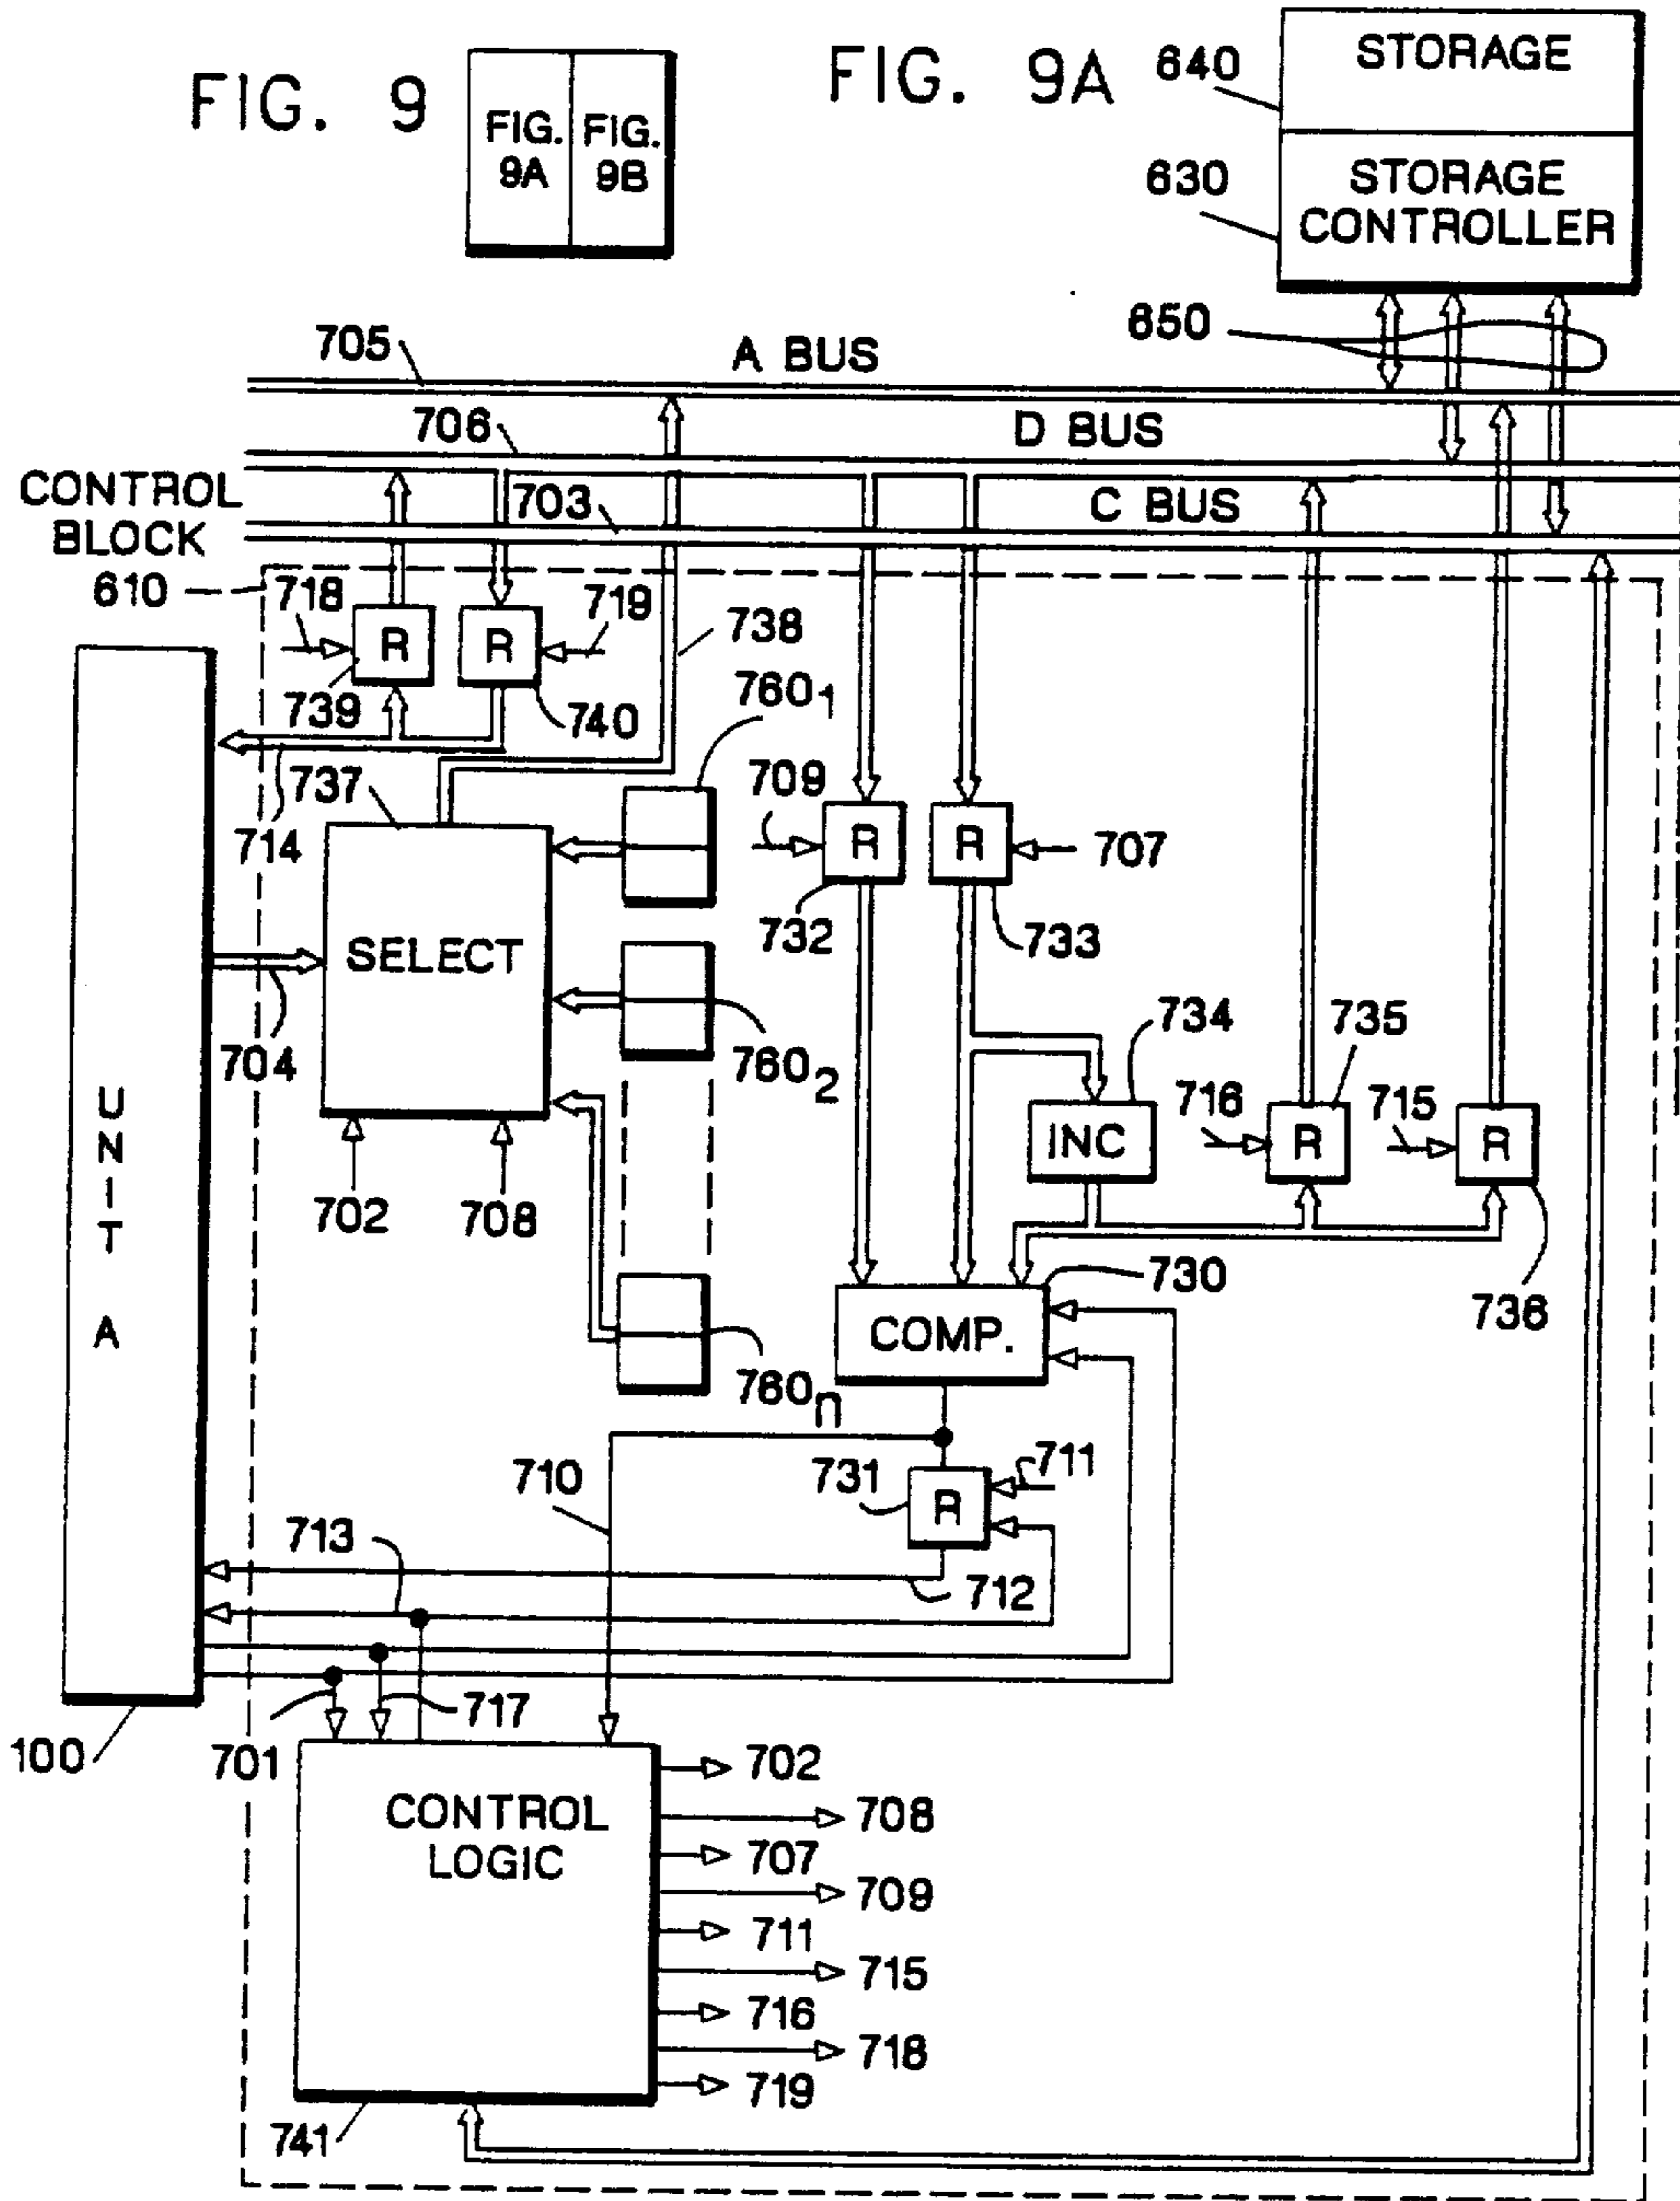 FIG. 9
FIG. 9A
FIG. 9B
FIG. 9A
640
STORAGE
630
STORAGE
CONTROLLER
650
705
A BUS
706
D BUS
CONTROL
BLOCK
610
703
C BUS
718
R
739
R
719
740
738
760₁
714
737
709
R
732
R
707
733
SELECT
704
760₂
702
708
734
INC
716
735
R
715
R
736
UNIT A
730
COMP.
760n
710
731
R
711
713
712
717
701
100
CONTROL
LOGIC
702
708
707
709
711
715
716
718
719
741